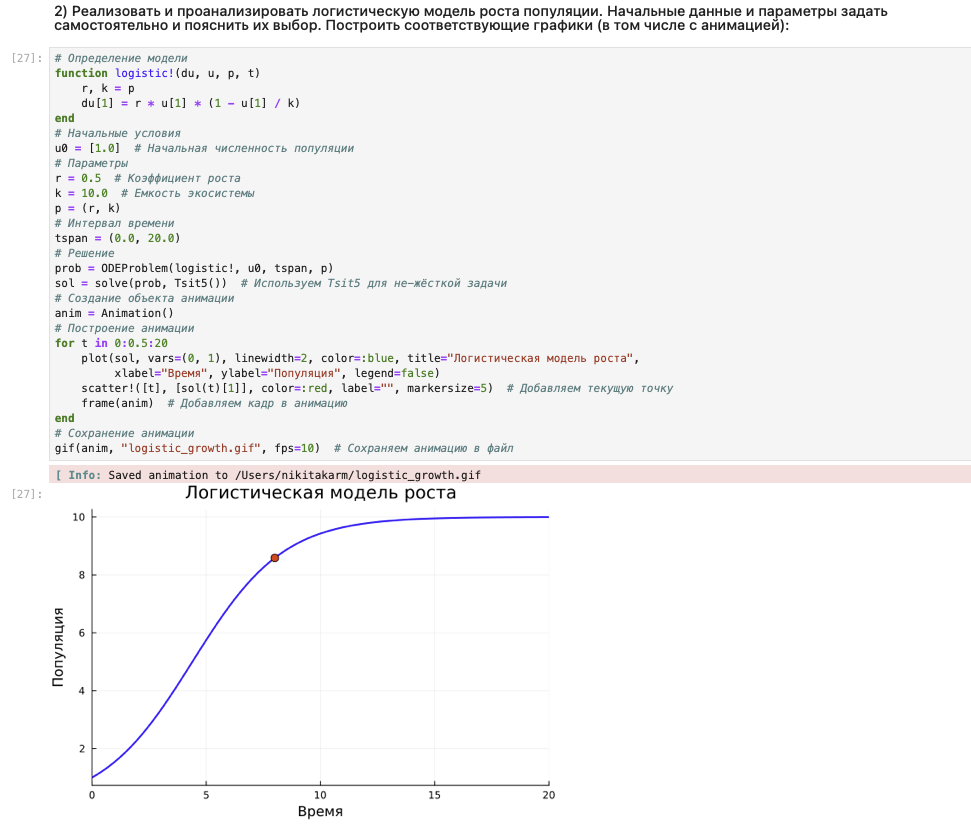 2) Реализовать и проанализировать логистическую модель роста популяции. Начальные данные и параметры задать
самостоятельно и пояснить их выбор. Построить соответствующие графики (в том числе с анимацией):
[27]:
# Определение модели
function logistic!(du, u, p, t)
    r, k = p
    du[1] = r * u[1] * (1 - u[1] / k)
end
# Начальные условия
u0 = [1.0]  # Начальная численность популяции
# Параметры
r = 0.5  # Коэффициент роста
k = 10.0  # Емкость экосистемы
p = (r, k)
# Интервал времени
tspan = (0.0, 20.0)
# Решение
prob = ODEProblem(logistic!, u0, tspan, p)
sol = solve(prob, Tsit5())  # Используем Tsit5 для не-жёсткой задачи
# Создание объекта анимации
anim = Animation()
# Построение анимации
for t in 0:0.5:20
    plot(sol, vars=(0, 1), linewidth=2, color=:blue, title="Логистическая модель роста",
         xlabel="Время", ylabel="Популяция", legend=false)
    scatter!([t], [sol(t)[1]], color=:red, label="", markersize=5)  # Добавляем текущую точку
    frame(anim)  # Добавляем кадр в анимацию
end
# Сохранение анимации
gif(anim, "logistic_growth.gif", fps=10)  # Сохраняем анимацию в файл
[ Info: Saved animation to /Users/nikitakarm/logistic_growth.gif
[27]:
Логистическая модель роста
10
8
6
4
2
Популяция
0 5 10 15 20
Время